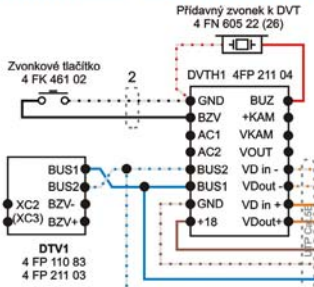 Přídavný zvonek k DVT
4 FN 605 22 (26)
Zvonkové tlačítko
4 FK 461 02
2
DVTH1 4FP 211 04
GND BUZ
BZV +KAM
AC1 VKAM
AC2 VOUT
BUS2 VD in -
BUS1 VDout -
GND VD in +
+18 VDout+
BUS1
BUS2
XC2 BZV-
(XC3) BZV+
DTV1
4 FP 110 83
4 FP 211 03